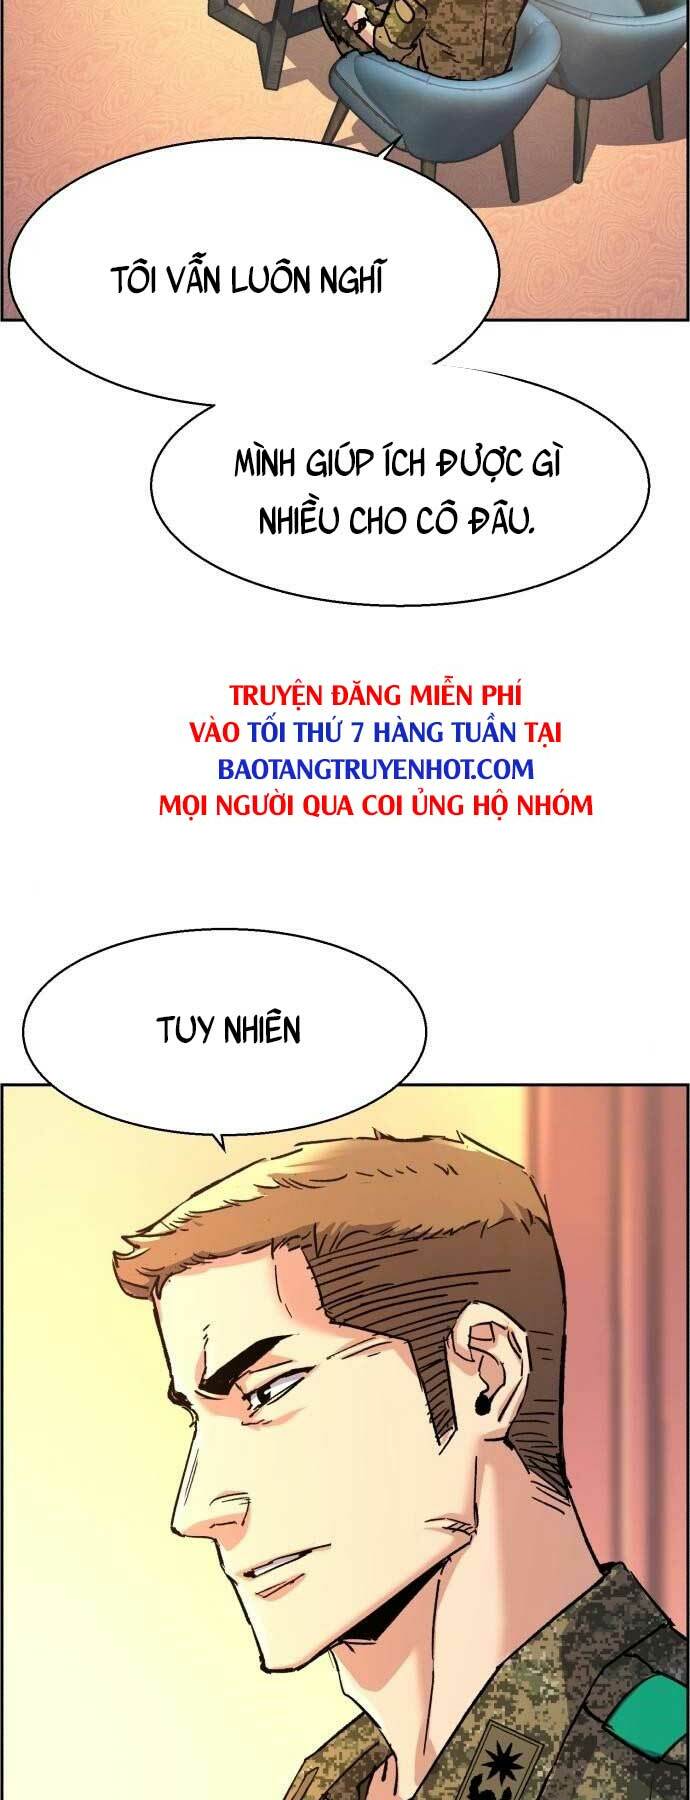 TÔI VẪN LUÔN NGHĨ
MÌNH GIÚP ÍCH ĐƯỢC GÌ
NHIỀU CHO CÔ ĐÂU.
TRUYỆN ĐĂNG MIỄN PHÍ
VÀO TỐI THỨ 7 HÀNG TUẦN TẠI
BAOTANGTRUYENHOT.COM
MỌI NGƯỜI QUA COI ỦNG HỘ NHÓM
TUY NHIÊN